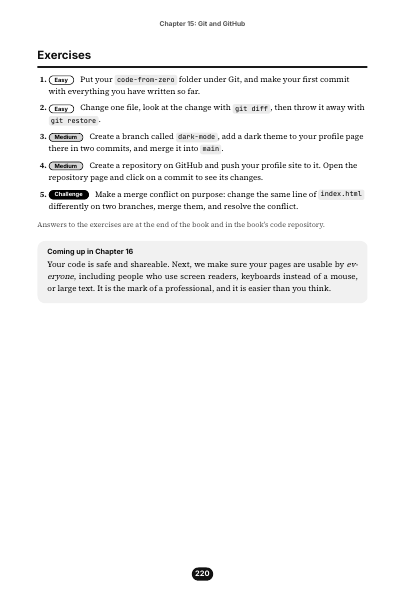 Chapter 15: Git and GitHub
Exercises
1. Easy Put your code-from-zero folder under Git, and make your first commit
with everything you have written so far.
2. Easy Change one file, look at the change with git diff, then throw it away with
git restore.
3. Medium Create a branch called dark-mode, add a dark theme to your profile page
there in two commits, and merge it into main.
4. Medium Create a repository on GitHub and push your profile site to it. Open the
repository page and click on a commit to see its changes.
5. Challenge Make a merge conflict on purpose: change the same line of index.html
differently on two branches, merge them, and resolve the conflict.
Answers to the exercises are at the end of the book and in the book's code repository.
Coming up in Chapter 16
Your code is safe and shareable. Next, we make sure your pages are usable by ev-
eryone, including people who use screen readers, keyboards instead of a mouse,
or large text. It is the mark of a professional, and it is easier than you think.
220